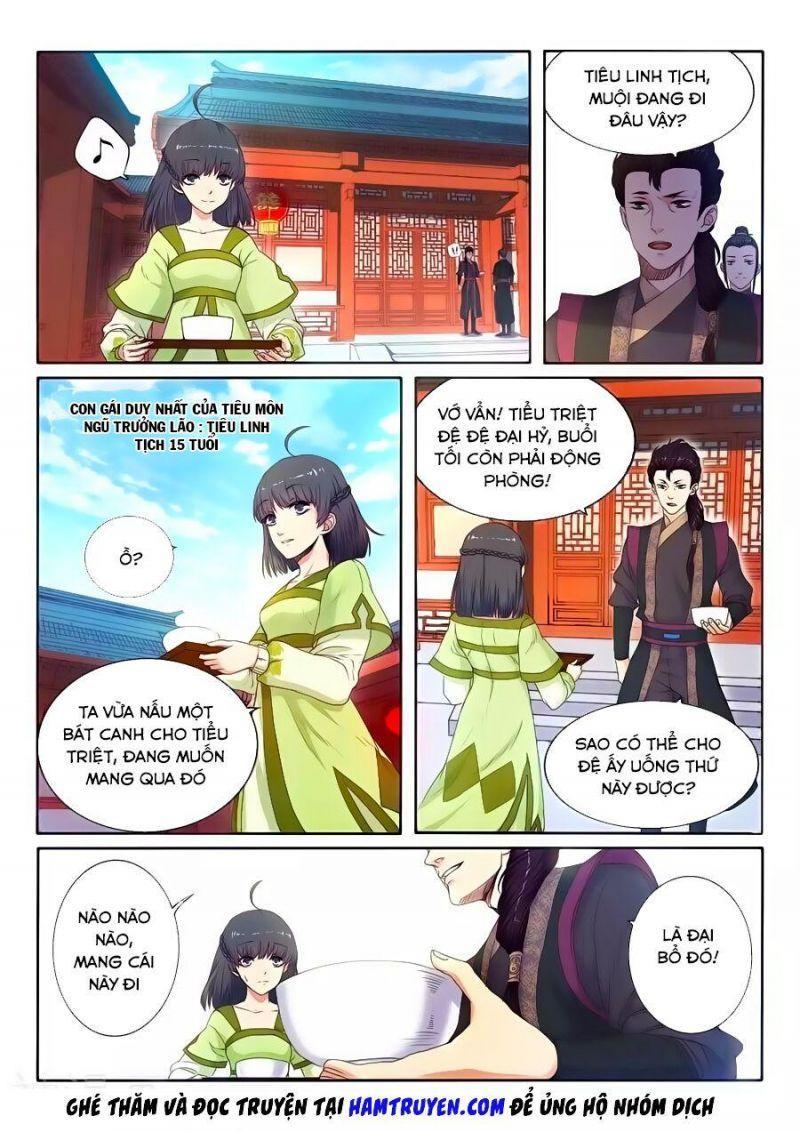 TIÊU LINH TỊCH,
MUỘI ĐANG ĐI
ĐÂU VẬY?
CON GÁI DUY NHẤT CỦA TIÊU MÔN
NGŨ TRƯỞNG LÃO : TIÊU LINH
TỊCH 15 TUỔI
Ồ?
TA VỪA NẤU MỘT
BÁT CANH CHO TIỂU
TRIỆT, ĐANG MUỐN
MANG QUA ĐÓ
VỚ VẨN! TIỂU TRIỆT
ĐỆ ĐỆ ĐẠI HỶ, BUỔI
TỐI CÒN PHẢI ĐỘNG
PHÒNG!
SAO CÓ THỂ CHO
ĐỆ ẤY UỐNG THỨ
NÀY ĐƯỢC?
NÀO NÀO
NÀO,
MANG CÁI
NÀY ĐI
LÀ ĐẠI
BỔ ĐÓ!
GHÉ THĂM VÀ ĐỌC TRUYỆN TẠI HAMTRUYEN.COM ĐỂ ỦNG HỘ NHÓM DỊCH